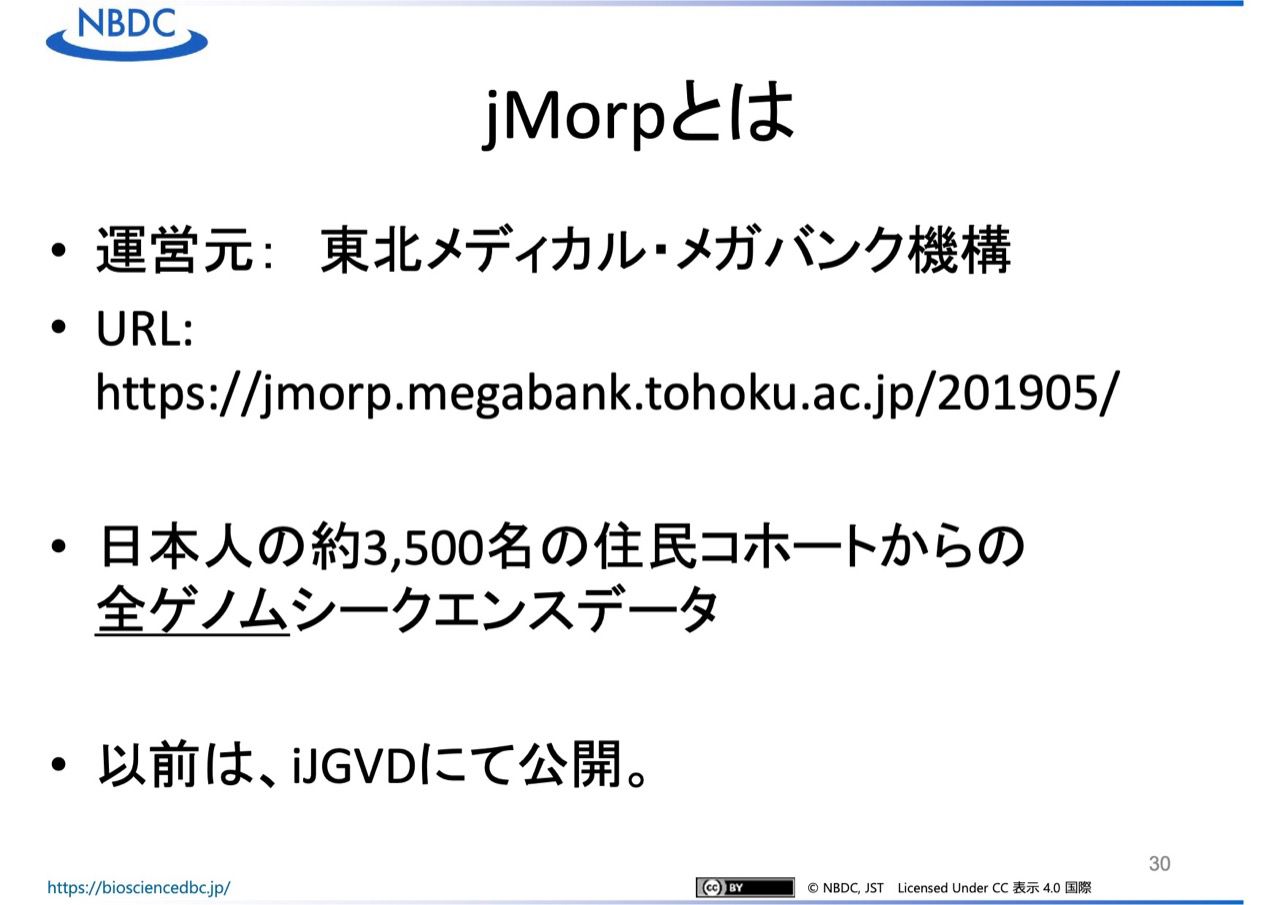 NBDC
jMorpとは
• 運営元： 東北メディカル・メガバンク機構
• URL:
https://jmorp.megabank.tohoku.ac.jp/201905/
• 日本人の約3,500名の住民コホートからの
全ゲノムシークエンスデータ
• 以前は、iJGVDにて公開。
30
https://biosciencedbc.jp/
cc BY © NBDC, JST Licensed Under CC 表示 4.0 国際